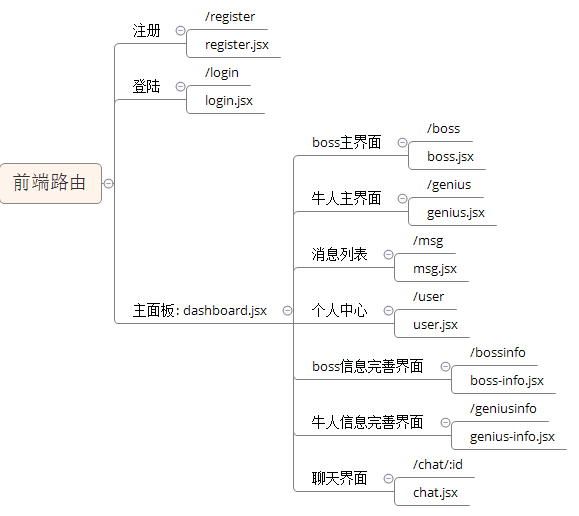 前端路由
注册
/register
register.jsx
登陆
/login
login.jsx
主面板: dashboard.jsx
boss主界面
/boss
boss.jsx
牛人主界面
/genius
genius.jsx
消息列表
/msg
msg.jsx
个人中心
/user
user.jsx
boss信息完善界面
/bossinfo
boss-info.jsx
牛人信息完善界面
/geniusinfo
genius-info.jsx
聊天界面
/chat/:id
chat.jsx